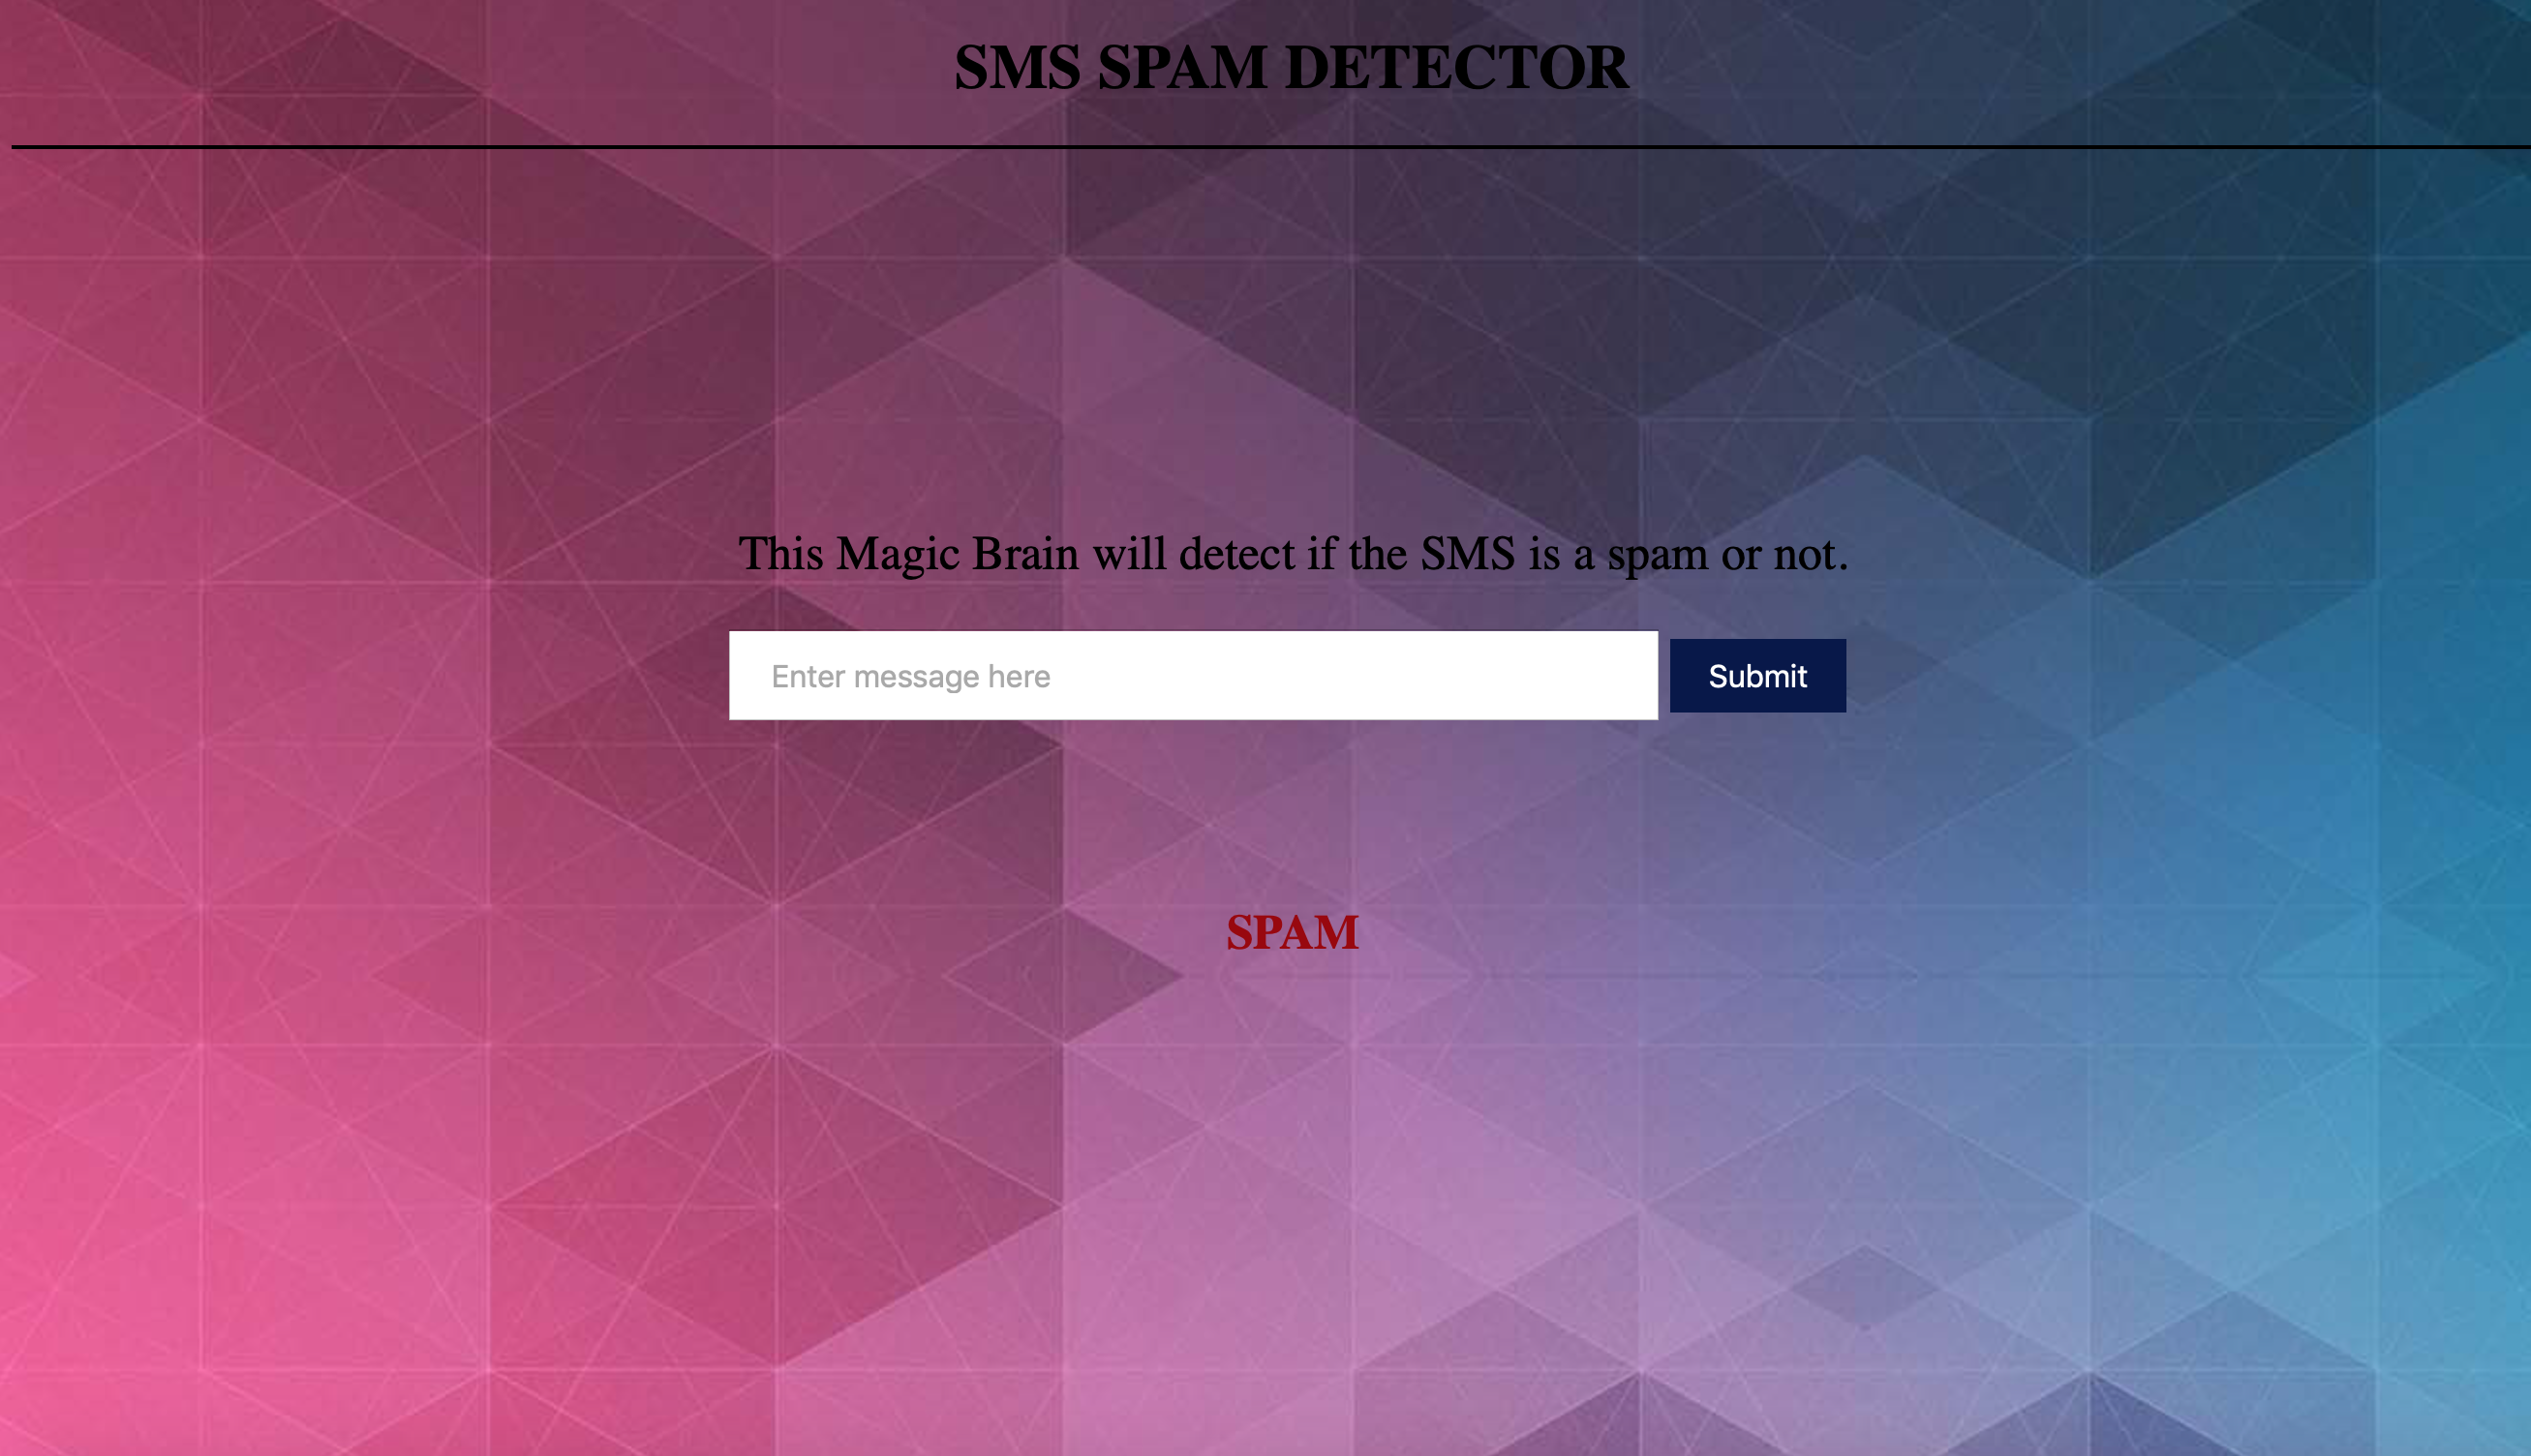 SMS SPAM DETECTOR
This Magic Brain will detect if the SMS is a spam or not.
Enter message here
Submit
SPAM